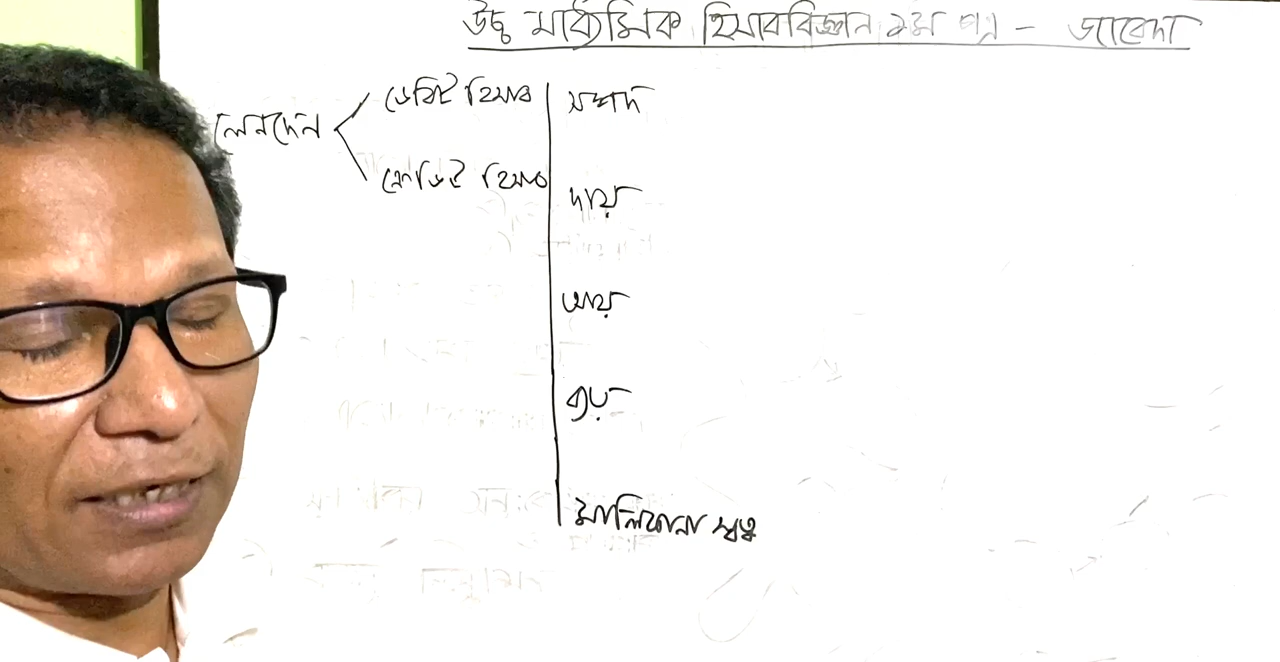 উচ্চ মাধ্যমিক হিসাববিজ্ঞান ১ম পত্র - জাবেদা
লেনদেন
ডেবিট হিসাব
ক্রেডিট হিসাব
সম্পদ
দায়
আয়
ব্যয়
মালিকানা স্বত্ব